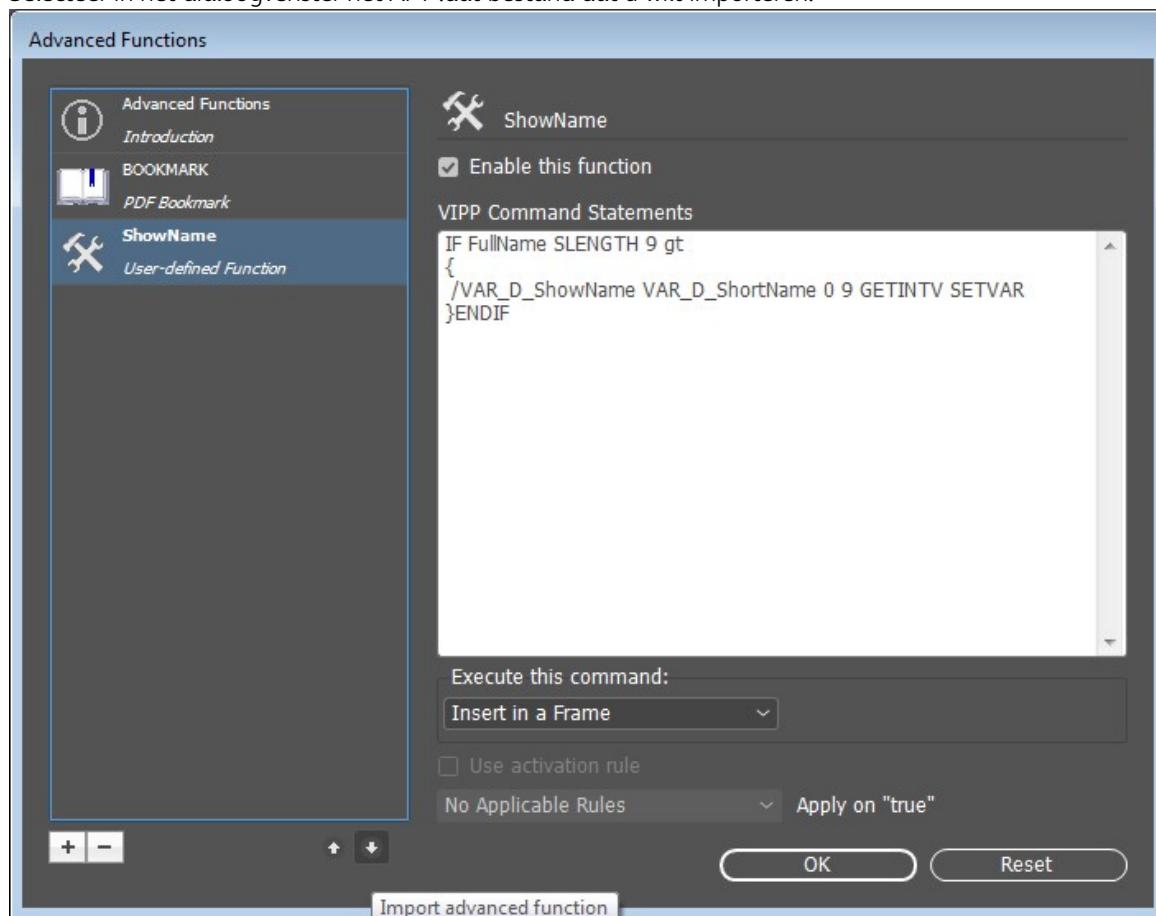 Advanced Functions
Advanced Functions
Introduction
BOOKMARK
PDF Bookmark
ShowName
User-defined Function
ShowName
Enable this function
VIPP Command Statements
IF FullName SLENGTH 9 gt
{
/VAR_D_ShowName VAR_D_ShortName 0 9 GETINTV SETVAR
}ENDIF
Execute this command:
Insert in a Frame
Use activation rule
No Applicable Rules
Apply on "true"
+ -
OK
Reset
Import advanced function